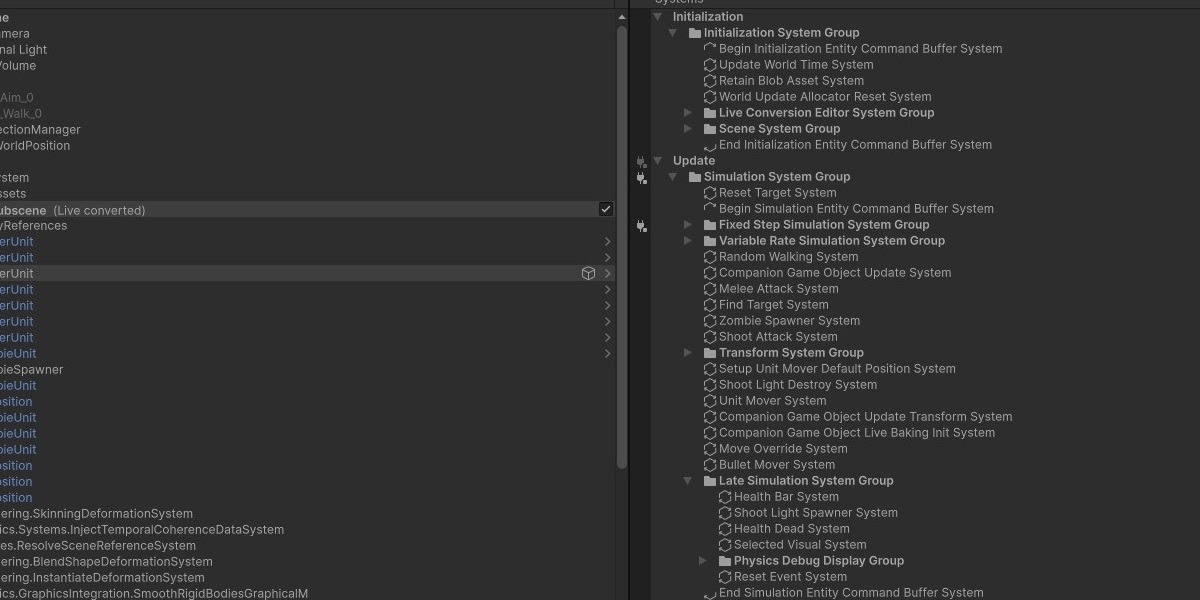 ne
amera
nal Light
Volume
Aim_0
_Walk_0
ectionManager
WorldPosition
stem
ssets
ubscene (Live converted)
yReferences
erUnit
erUnit
erUnit
erUnit
erUnit
erUnit
erUnit
bieUnit
bieSpawner
bieUnit
osition
bieUnit
bieUnit
bieUnit
osition
osition
osition
ering.SkinningDeformationSystem
ics.Systems.InjectTemporalCoherenceDataSystem
es.ResolveSceneReferenceSystem
ering.BlendShapeDeformationSystem
ering.InstantiateDeformationSystem
ics.GraphicsIntegration.SmoothRigidBodiesGraphicalM
Systems
Initialization
Initialization System Group
Begin Initialization Entity Command Buffer System
Update World Time System
Retain Blob Asset System
World Update Allocator Reset System
Live Conversion Editor System Group
Scene System Group
End Initialization Entity Command Buffer System
Update
Simulation System Group
Reset Target System
Begin Simulation Entity Command Buffer System
Fixed Step Simulation System Group
Variable Rate Simulation System Group
Random Walking System
Companion Game Object Update System
Melee Attack System
Find Target System
Zombie Spawner System
Shoot Attack System
Transform System Group
Setup Unit Mover Default Position System
Shoot Light Destroy System
Unit Mover System
Companion Game Object Update Transform System
Companion Game Object Live Baking Init System
Move Override System
Bullet Mover System
Late Simulation System Group
Health Bar System
Shoot Light Spawner System
Health Dead System
Selected Visual System
Physics Debug Display Group
Reset Event System
End Simulation Entity Command Buffer System